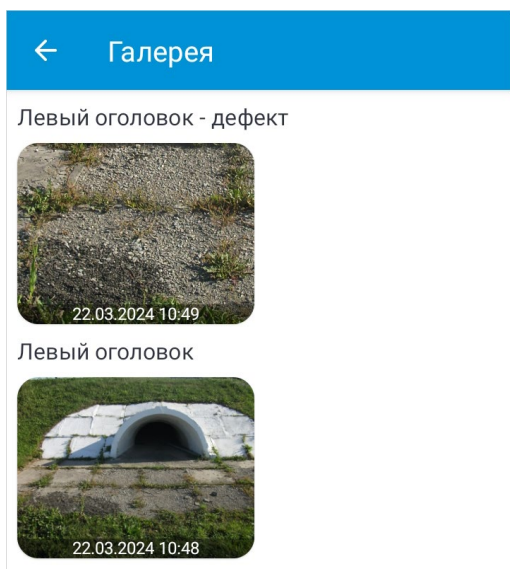 Галерея
Левый оголовок - дефект
22.03.2024 10:49
Левый оголовок
22.03.2024 10:48